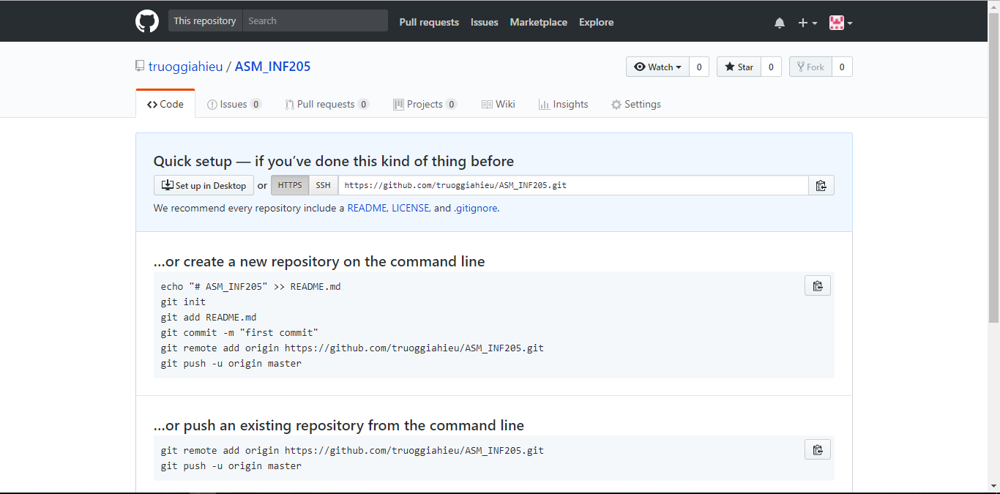 This repository Search Pull requests Issues Marketplace Explore
truoggiahieu / ASM_INF205 Watch 0 Star 0 Fork 0
Code Issues 0 Pull requests 0 Projects 0 Wiki Insights Settings
Quick setup — if you’ve done this kind of thing before
Set up in Desktop or HTTPS SSH https://github.com/truoggiahieu/ASM_INF205.git
We recommend every repository include a README, LICENSE, and .gitignore.
…or create a new repository on the command line
echo "# ASM_INF205" >> README.md
git init
git add README.md
git commit -m "first commit"
git remote add origin https://github.com/truoggiahieu/ASM_INF205.git
git push -u origin master
…or push an existing repository from the command line
git remote add origin https://github.com/truoggiahieu/ASM_INF205.git
git push -u origin master